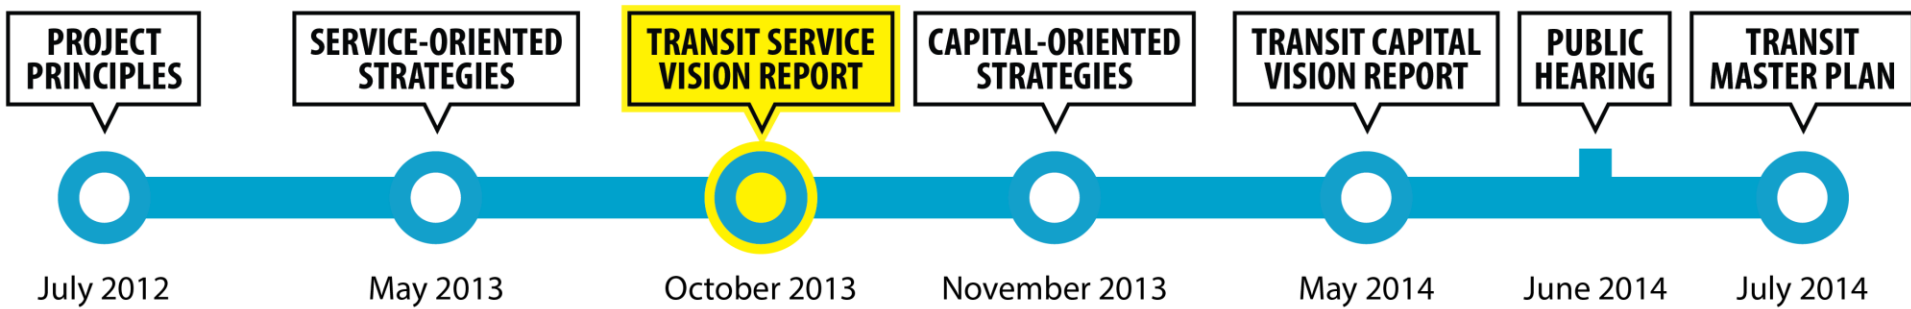 PROJECT
PRINCIPLES
SERVICE-ORIENTED
STRATEGIES
TRANSIT SERVICE
VISION REPORT
CAPITAL-ORIENTED
STRATEGIES
TRANSIT CAPITAL
VISION REPORT
PUBLIC
HEARING
TRANSIT
MASTER PLAN
July 2012
May 2013
October 2013
November 2013
May 2014
June 2014
July 2014